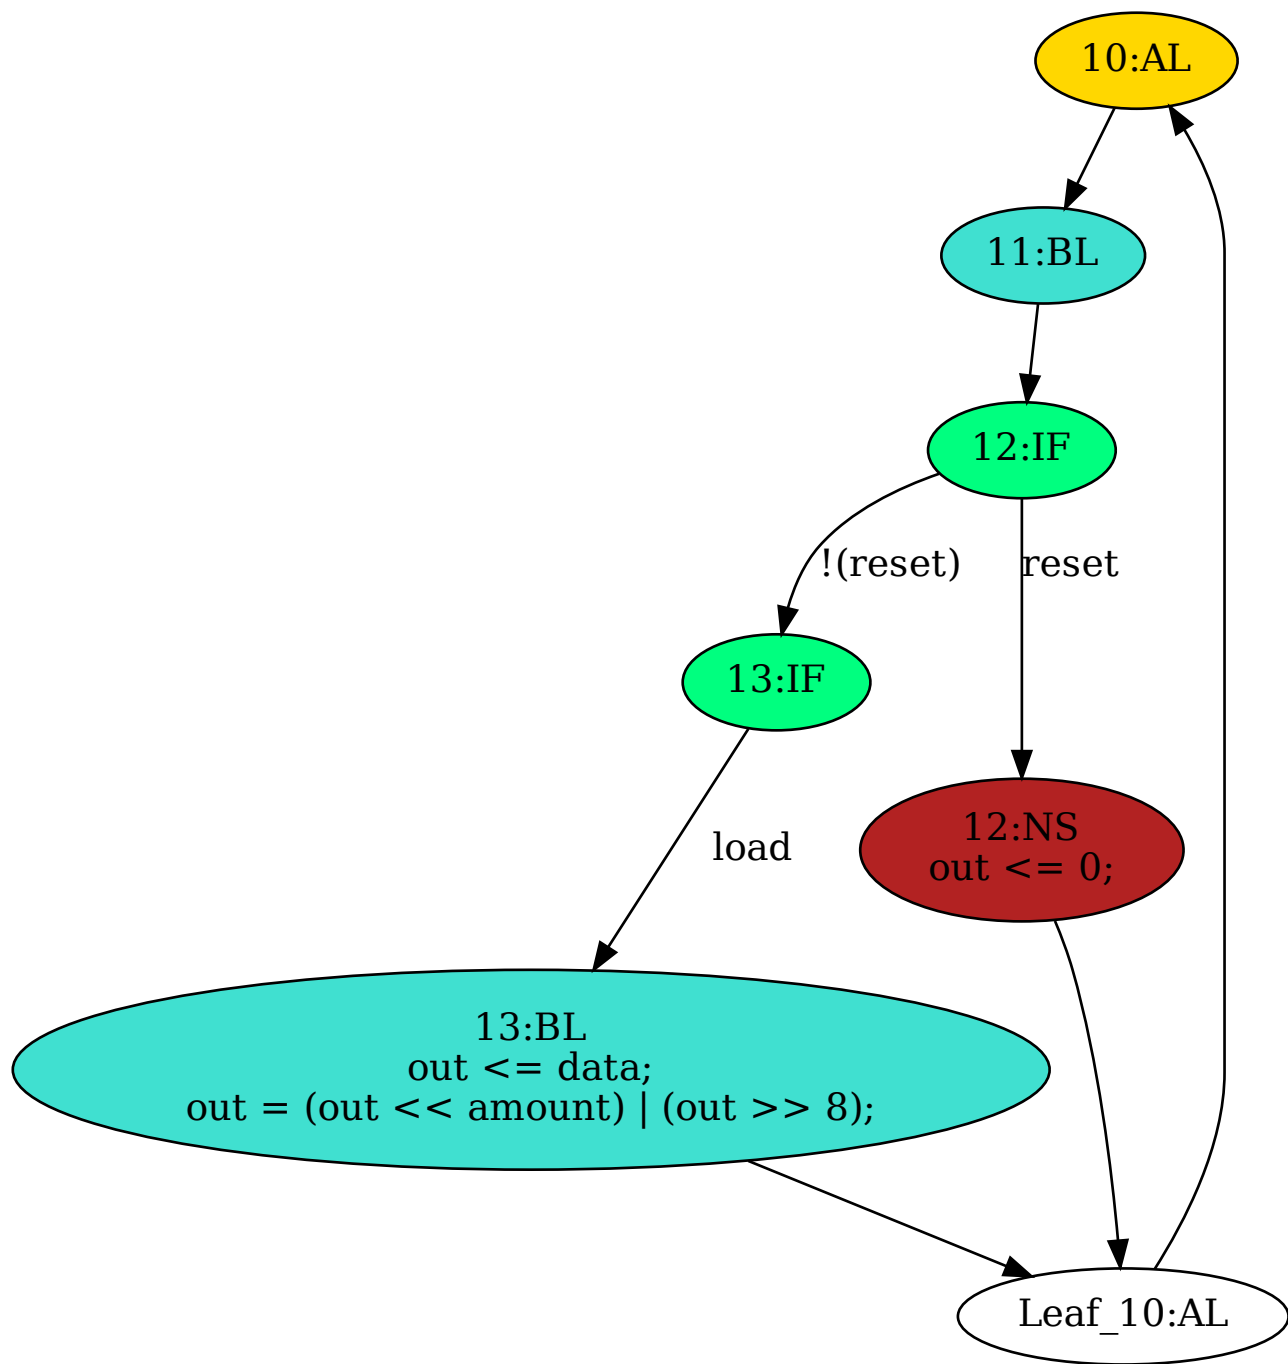 10:AL
11:BL
12:IF
!(reset)
reset
13:IF
load
12:NS
out <= 0;
13:BL
out <= data;
out = (out << amount) | (out >> 8);
Leaf_10:AL